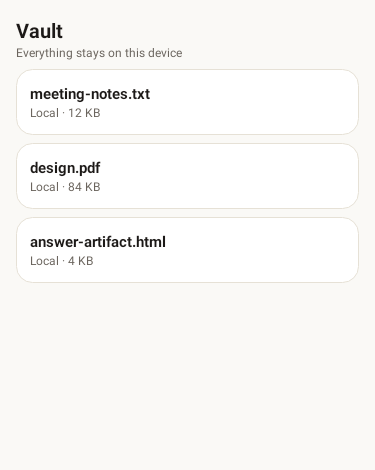 Vault
Everything stays on this device
meeting-notes.txt
Local · 12 KB
design.pdf
Local · 84 KB
answer-artifact.html
Local · 4 KB